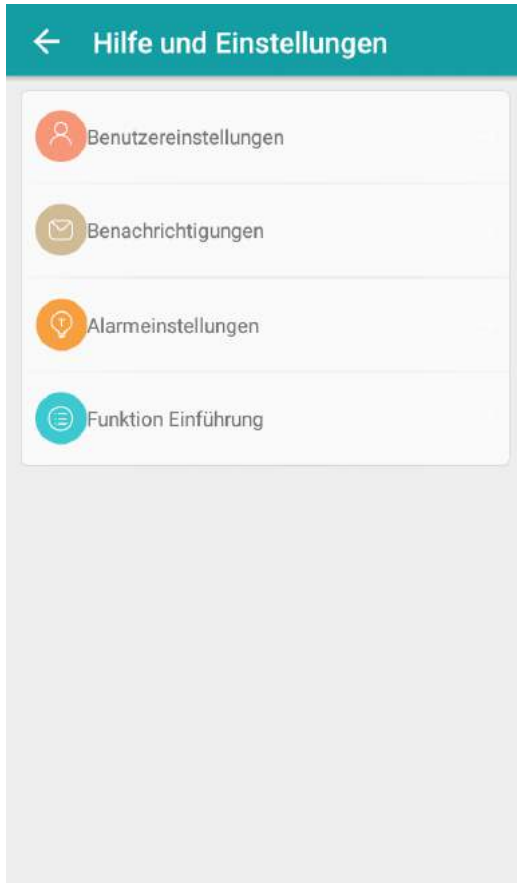 Hilfe und Einstellungen
Benutzereinstellungen
Benachrichtigungen
Alarmeinstellungen
Funktion Einführung